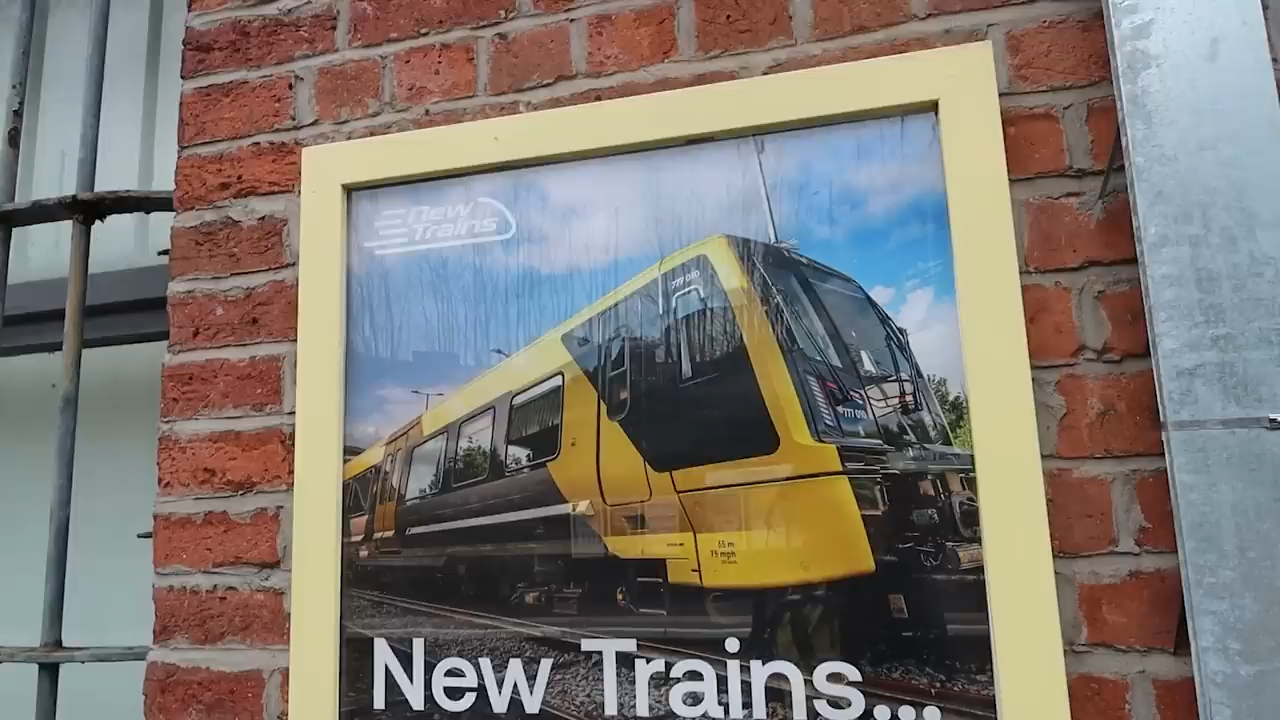 New
Trains
777 010
777 010
65 m
75 mph
New Trains...